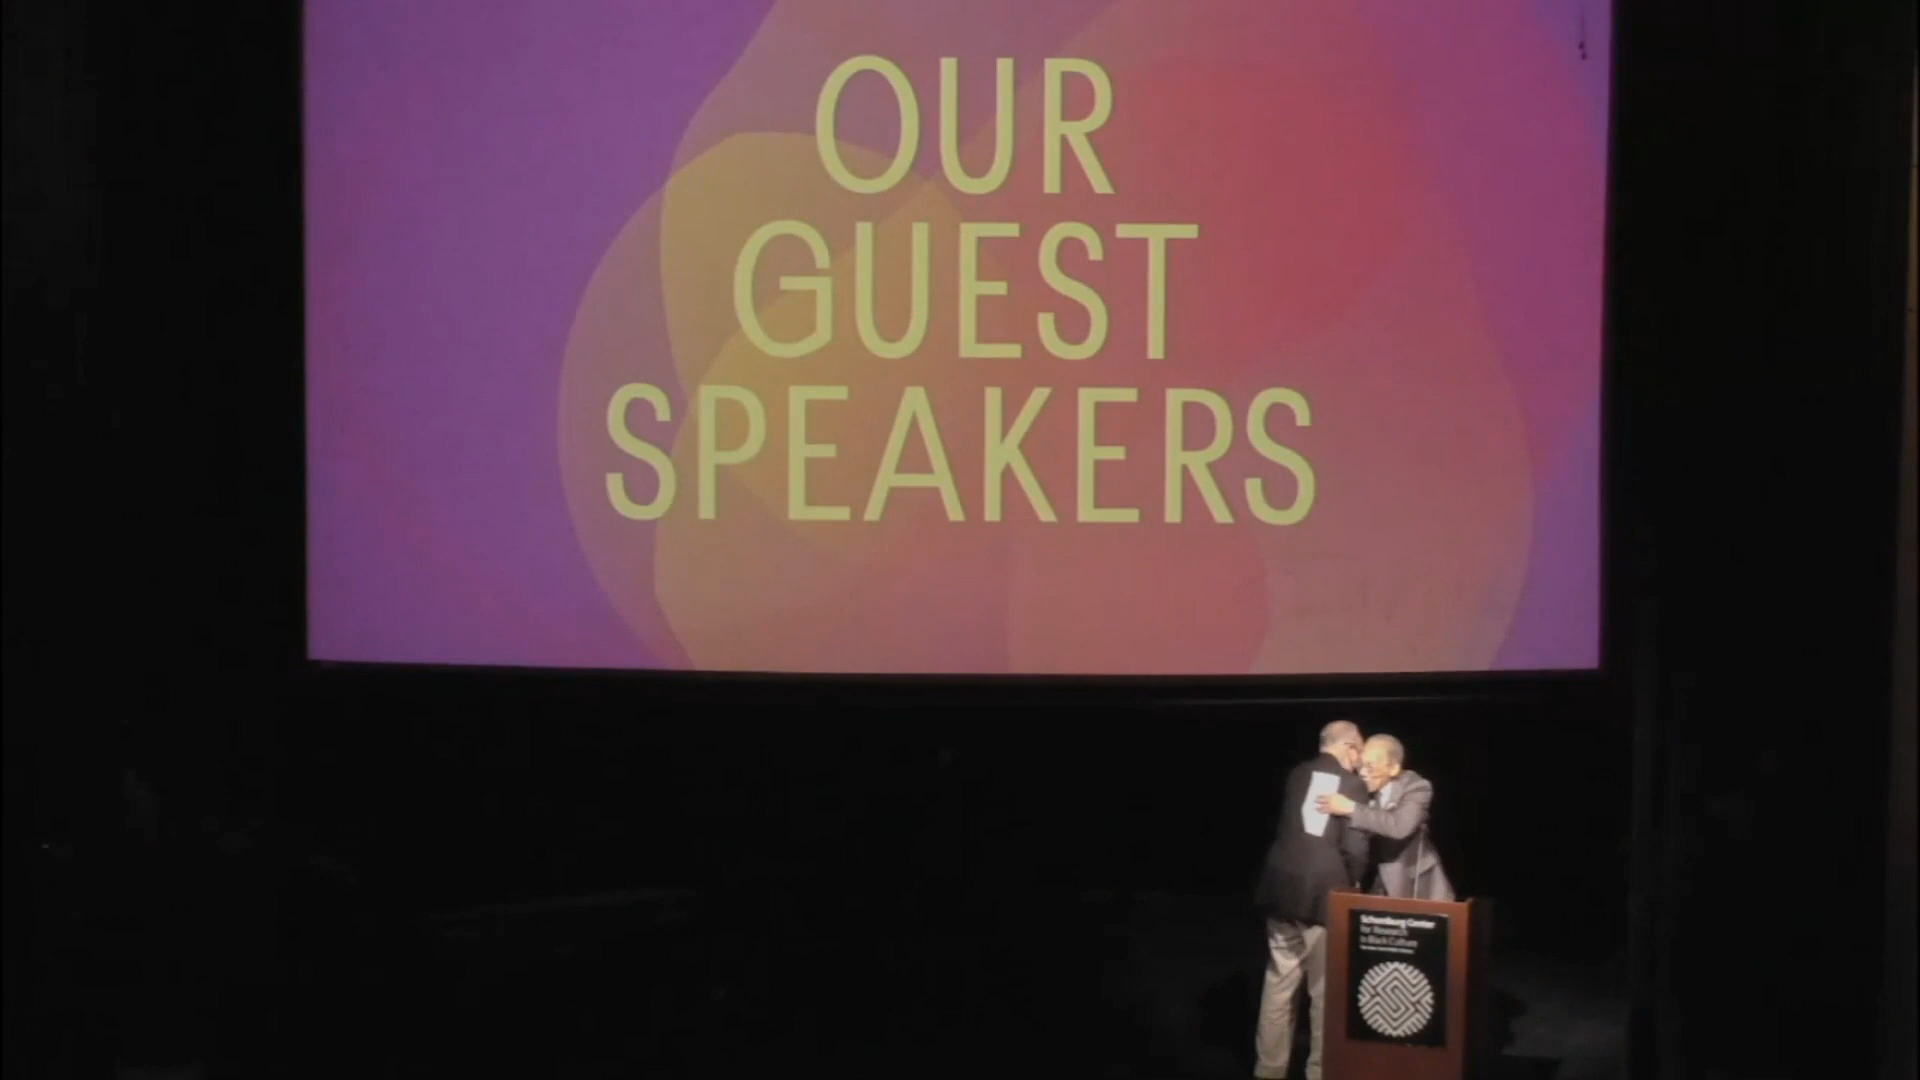 OUR
GUEST
SPEAKERS
Schomburg Center
for Research
in Black Culture